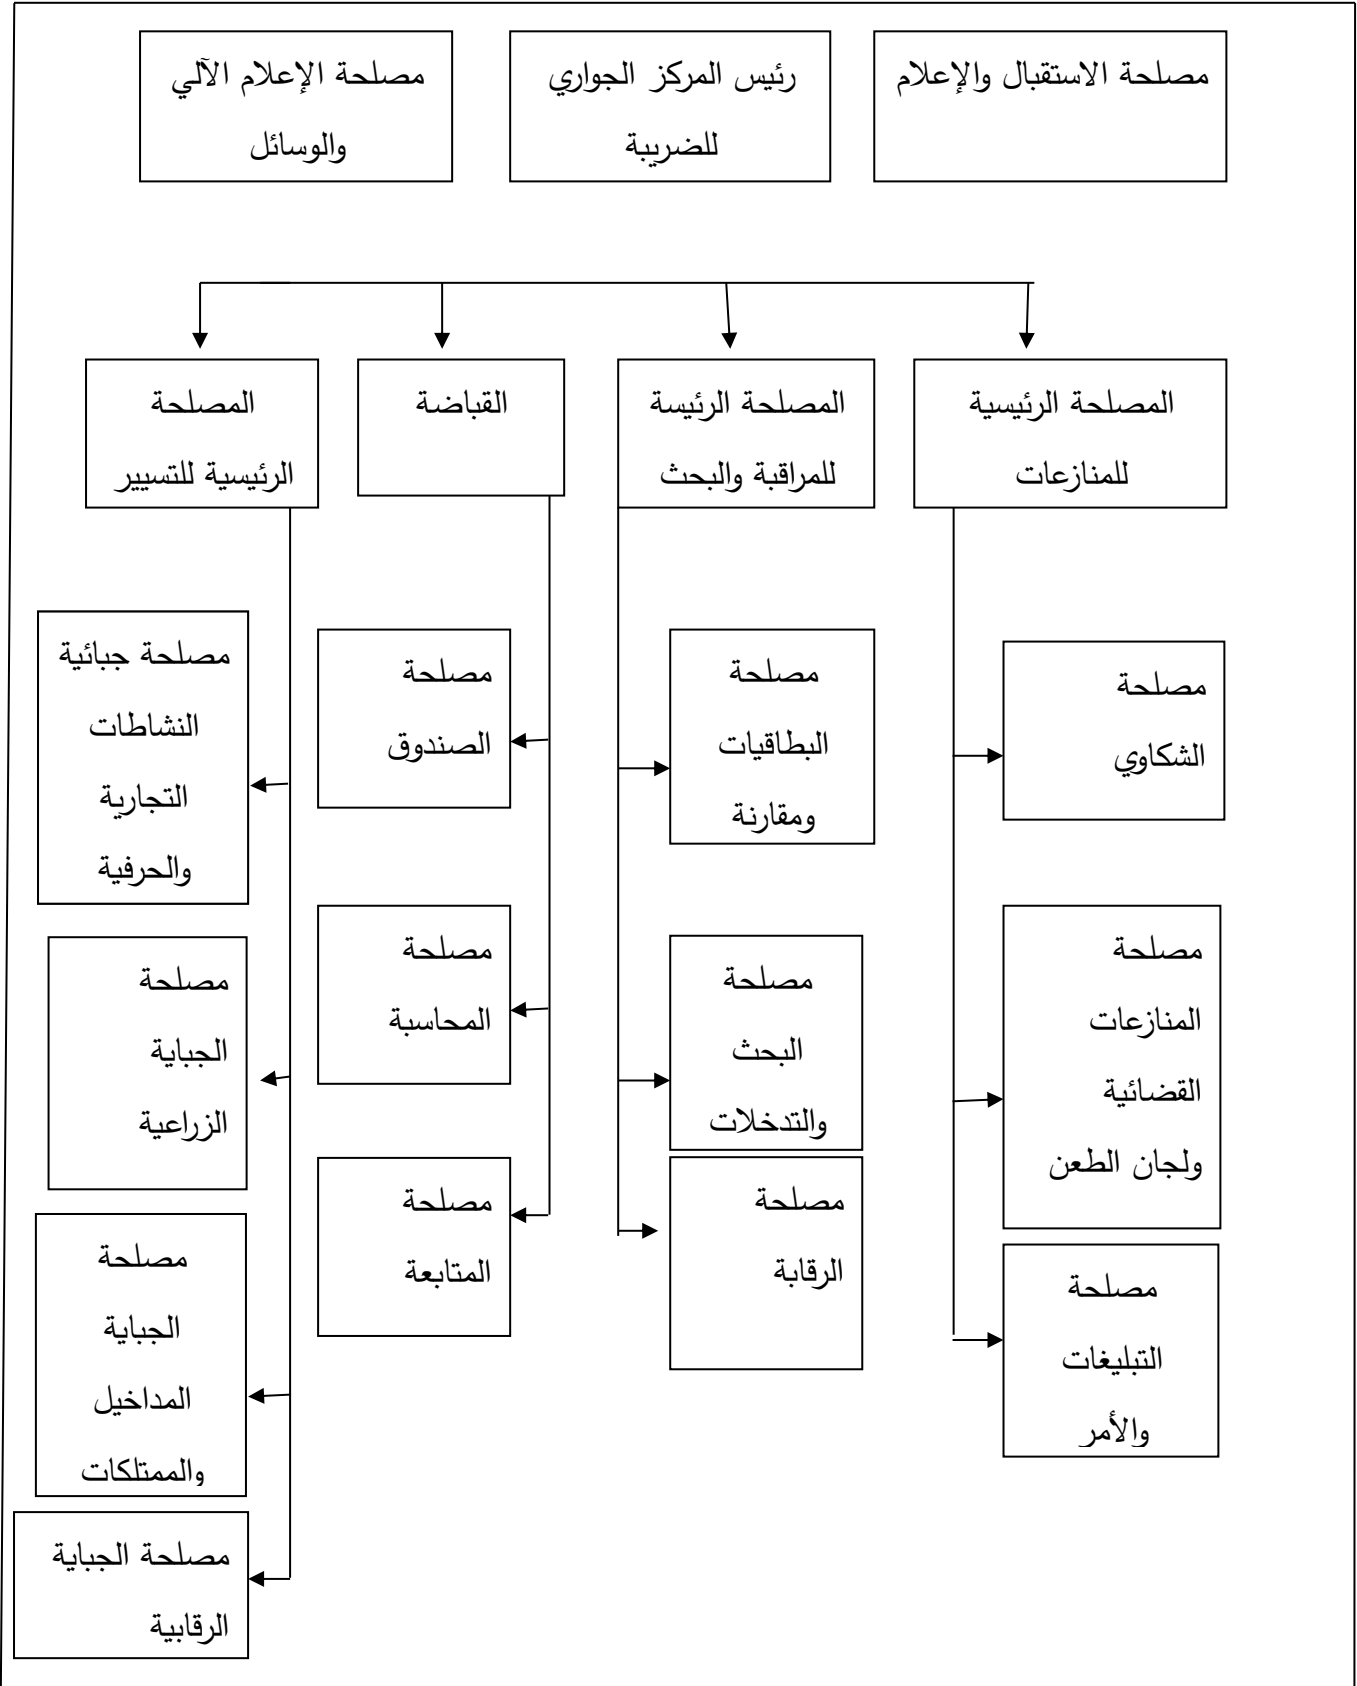 مصلحة الاستقبال والإعلام
رئيس المركز الجواري
للضريبة
مصلحة الإعلام الآلي
والوسائل
المصلحة الرئيسية
للمنازعات
المصلحة الرئيسة
للمراقبة والبحث
القباضة
المصلحة
الرئيسية للتسيير
مصلحة
الشكاوي
مصلحة
المنازعات
القضائية
ولجان الطعن
مصلحة
التبليغات
والأمر
مصلحة
البطاقيات
ومقارنة
مصلحة
البحث
والتدخلات
مصلحة
الرقابة
مصلحة
الصندوق
مصلحة
المحاسبة
مصلحة
المتابعة
مصلحة جبائية
النشاطات
التجارية
والحرفية
مصلحة
الجباية
الزراعية
مصلحة
الجباية
المداخيل
والممتلكات
مصلحة الجباية
الرقابية